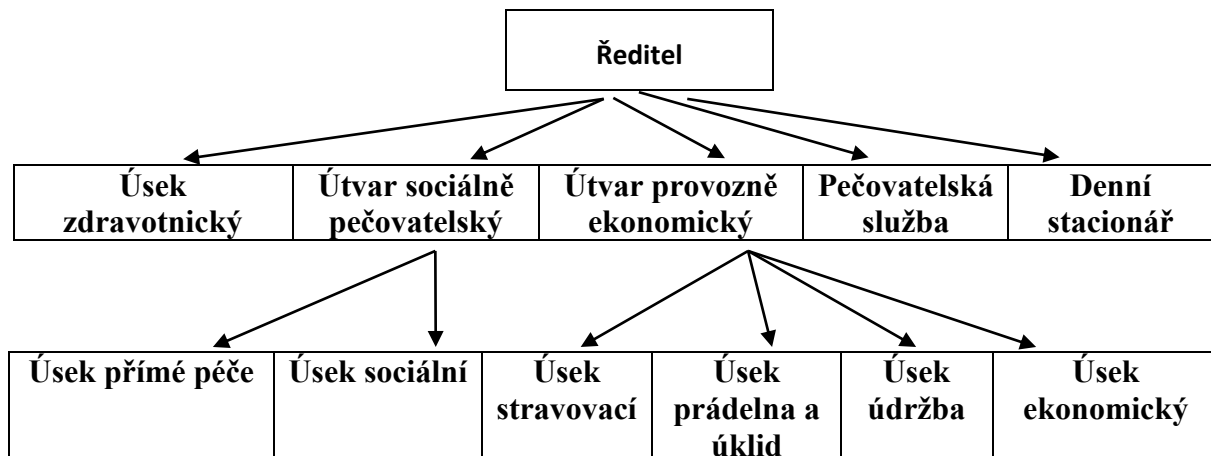 Ředitel
Úsek
zdravotnický
Útvar sociálně
pečovatelský
Útvar provozně
ekonomický
Pečovatelská
služba
Denní
stacionář
Úsek přímé péče
Úsek sociální
Úsek
stravovací
Úsek
prádelna a
úklid
Úsek
údržba
Úsek
ekonomický